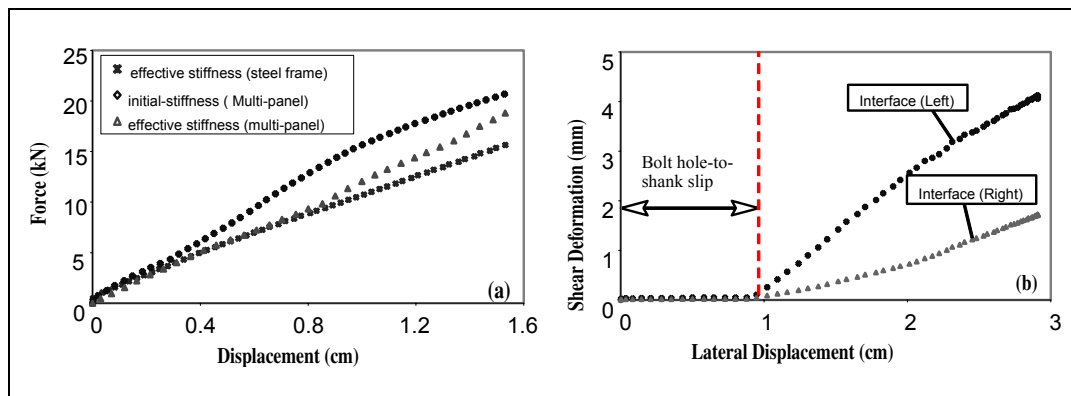 25
20
15
10
5
0
Force (kN)
effective stiffness (steel frame)
initial-stiffness ( Multi-panel)
effective stiffness (multi-panel)
(a)
0
0.4
0.8
1.2
1.6
Displacement (cm)
5
4
3
2
1
0
Shear Deformation (mm)
Interface (Left)
Bolt hole-to-
shank slip
Interface (Right)
(b)
0
1
2
3
Lateral Displacement (cm)